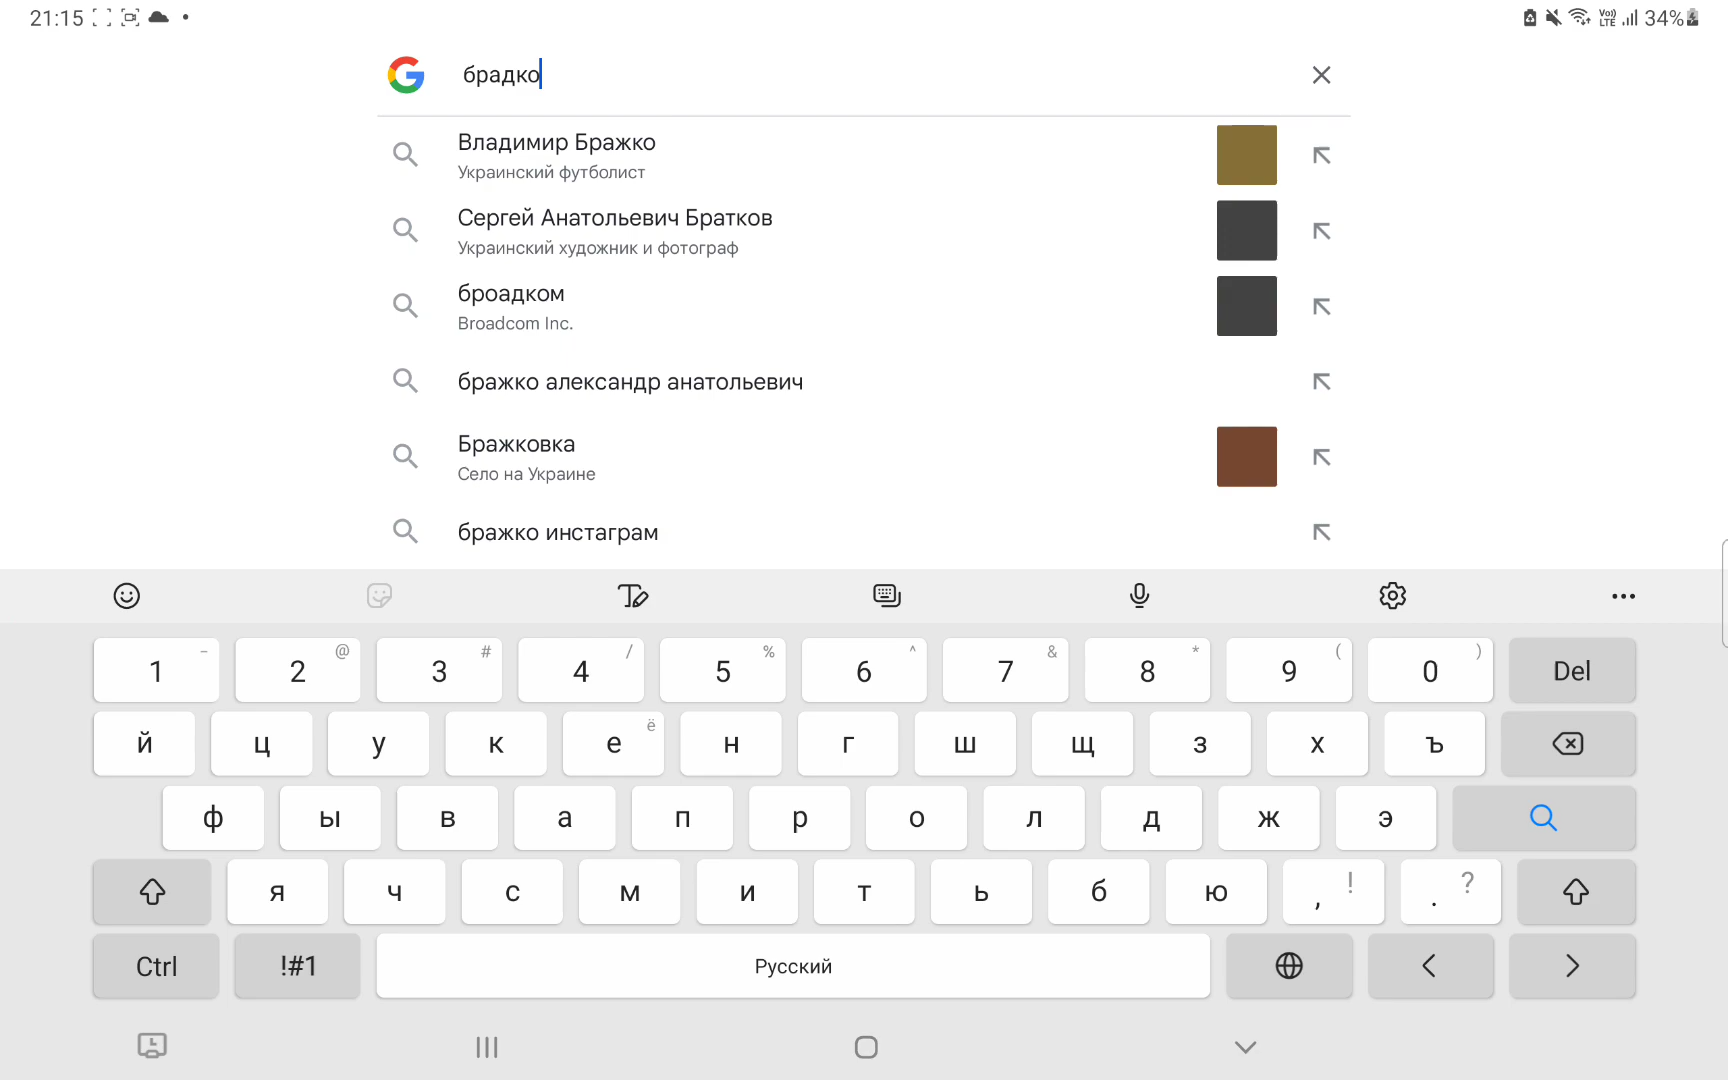 21:15
34%
брадко
Владимир Бражко
Украинский футболист
Сергей Анатольевич Братков
Украинский художник и фотограф
броадком
Broadcom Inc.
бражко александр анатольевич
Бражковка
Село на Украине
бражко инстаграм
1 - 2 @ 3 # 4 / 5 % 6 ^ 7 & 8 * 9 ( 0 ) Del
й ц у к е ё н г ш щ з х ъ
ф ы в а п р о л д ж э
я ч с м и т ь б ю , ! . ?
Ctrl !#1 Русский < >